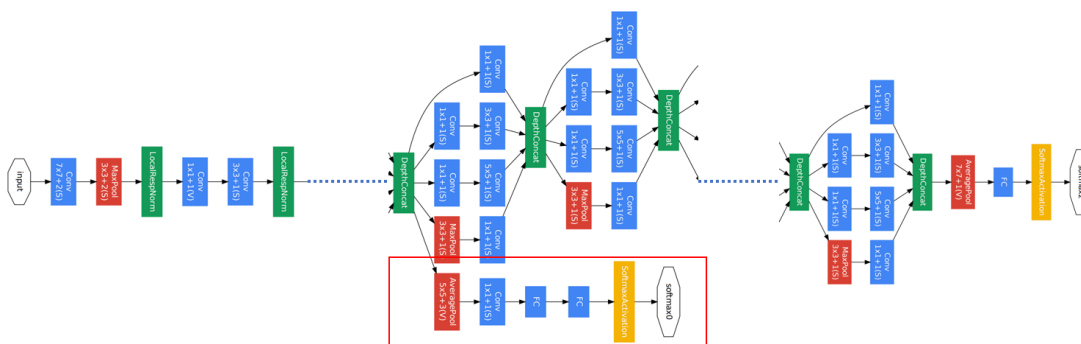 input
Conv
7x7+2(S)
MaxPool
3x3+2(S)
LocalRespNorm
Conv
1x1+1(V)
Conv
3x3+1(S)
LocalRespNorm
DepthConcat
Conv
1x1+1(S)
Conv
1x1+1(S)
Conv
3x3+1(S)
Conv
1x1+1(S)
Conv
5x5+1(S)
MaxPool
3x3+1(S)
Conv
1x1+1(S)
AveragePool
5x5+3(V)
Conv
1x1+1(S)
FC
FC
SoftmaxActivation
softmax0
DepthConcat
Conv
1x1+1(S)
Conv
1x1+1(S)
Conv
3x3+1(S)
Conv
1x1+1(S)
Conv
5x5+1(S)
MaxPool
3x3+1(S)
Conv
1x1+1(S)
DepthConcat
DepthConcat
Conv
1x1+1(S)
Conv
1x1+1(S)
Conv
3x3+1(S)
Conv
1x1+1(S)
Conv
5x5+1(S)
MaxPool
3x3+1(S)
Conv
1x1+1(S)
DepthConcat
AveragePool
7x7+1(V)
FC
SoftmaxActivation